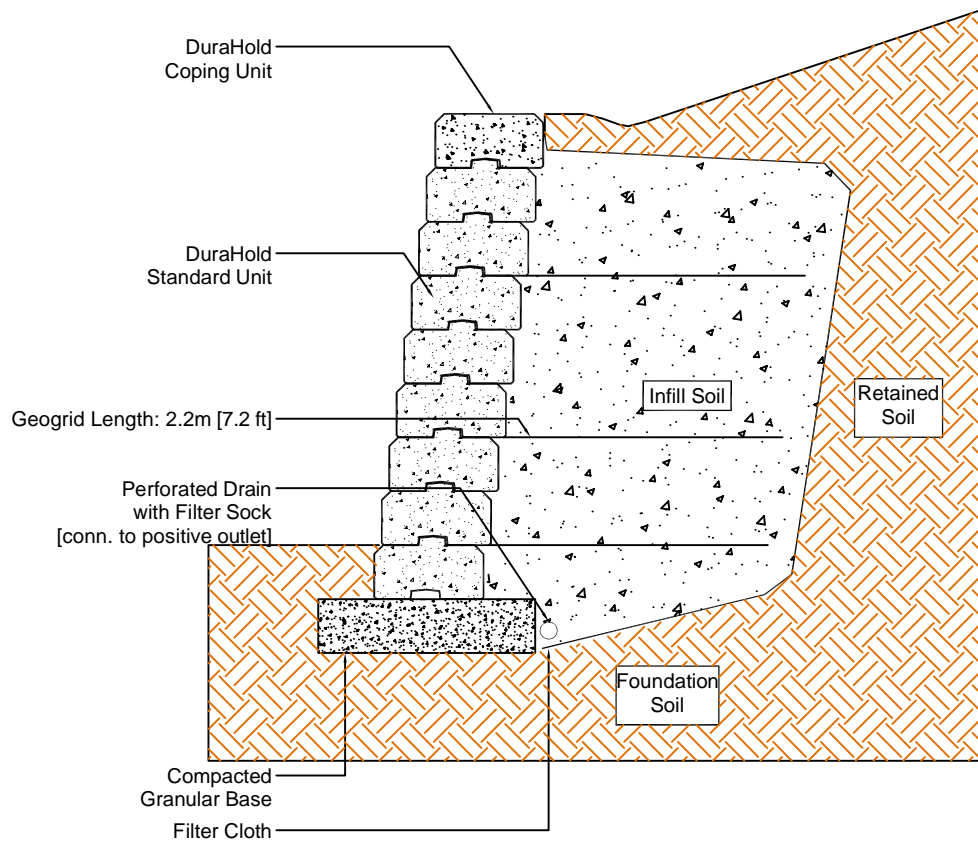 DuraHold
Coping Unit
DuraHold
Standard Unit
Infill Soil
Retained
Soil
Geogrid Length: 2.2m [7.2 ft]
Perforated Drain
with Filter Sock
[conn. to positive outlet]
Foundation
Soil
Compacted
Granular Base
Filter Cloth